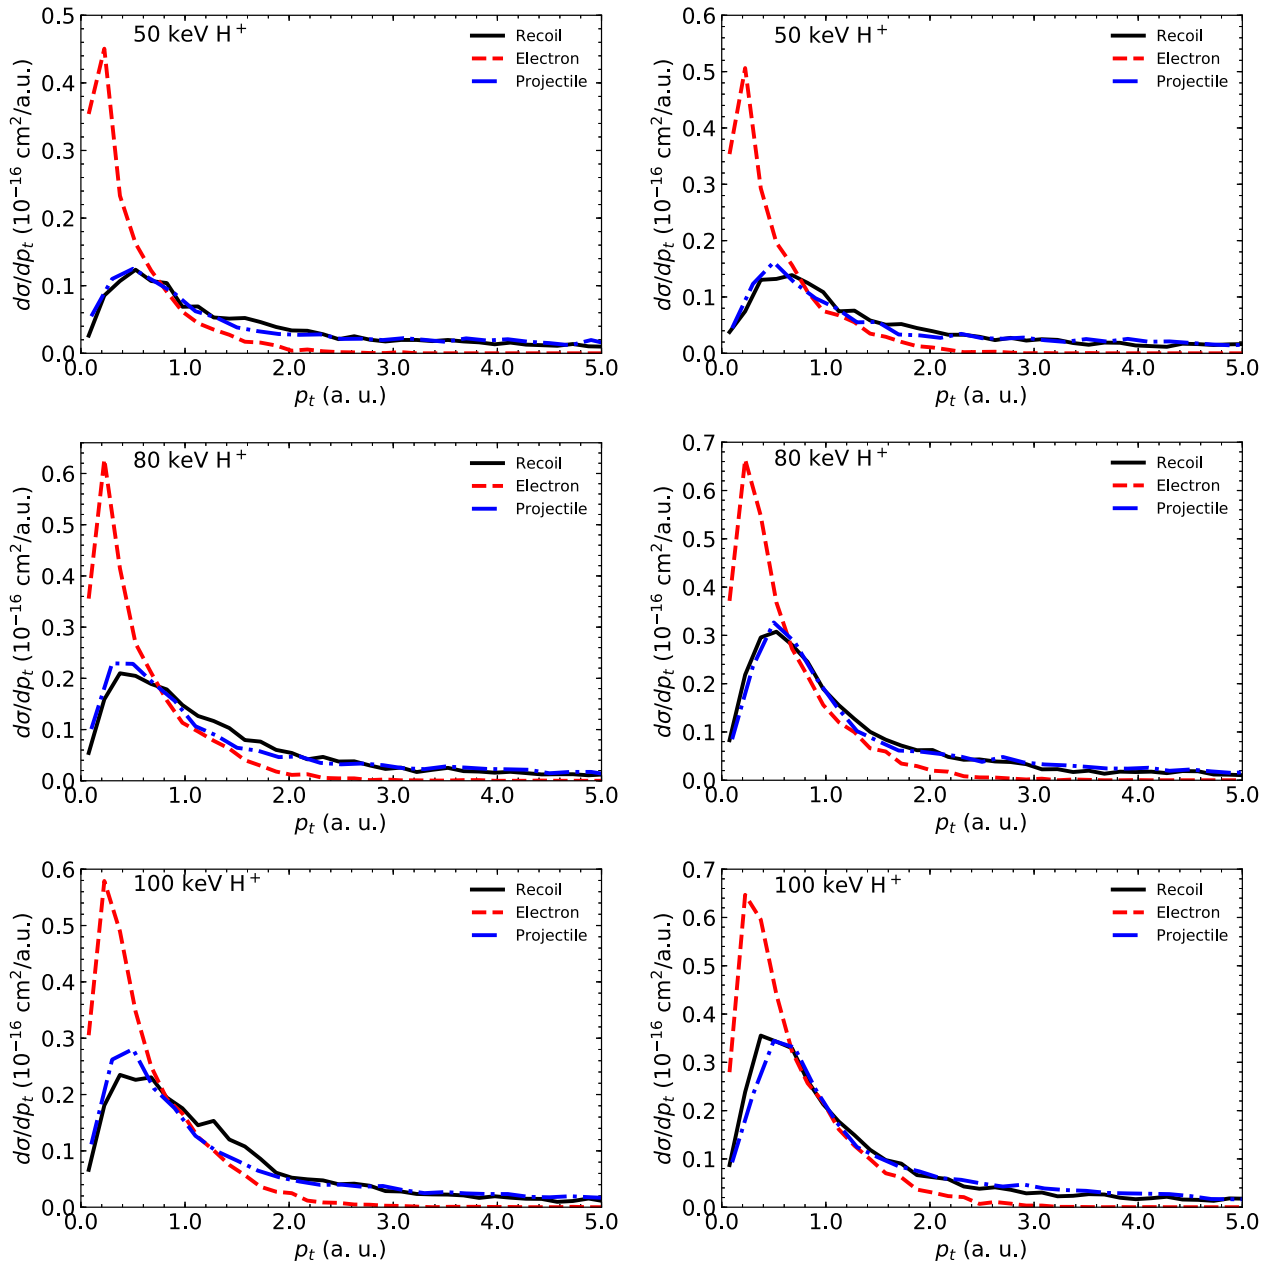 50 keV H⁺
Recoil
Electron
Projectile
0.5
0.4
0.3
0.2
0.1
0.0
dσ/dpₜ (10⁻¹⁶ cm²/a.u.)
0.0 1.0 2.0 3.0 4.0 5.0
pₜ (a. u.)
50 keV H⁺
Recoil
Electron
Projectile
0.6
0.5
0.4
0.3
0.2
0.1
0.0
dσ/dpₜ (10⁻¹⁶ cm²/a.u.)
0.0 1.0 2.0 3.0 4.0 5.0
pₜ (a. u.)
80 keV H⁺
Recoil
Electron
Projectile
0.6
0.5
0.4
0.3
0.2
0.1
0.0
dσ/dpₜ (10⁻¹⁶ cm²/a.u.)
0.0 1.0 2.0 3.0 4.0 5.0
pₜ (a. u.)
80 keV H⁺
Recoil
Electron
Projectile
0.7
0.6
0.5
0.4
0.3
0.2
0.1
0.0
dσ/dpₜ (10⁻¹⁶ cm²/a.u.)
0.0 1.0 2.0 3.0 4.0 5.0
pₜ (a. u.)
100 keV H⁺
Recoil
Electron
Projectile
0.6
0.5
0.4
0.3
0.2
0.1
0.0
dσ/dpₜ (10⁻¹⁶ cm²/a.u.)
0.0 1.0 2.0 3.0 4.0 5.0
pₜ (a. u.)
100 keV H⁺
Recoil
Electron
Projectile
0.7
0.6
0.5
0.4
0.3
0.2
0.1
0.0
dσ/dpₜ (10⁻¹⁶ cm²/a.u.)
0.0 1.0 2.0 3.0 4.0 5.0
pₜ (a. u.)